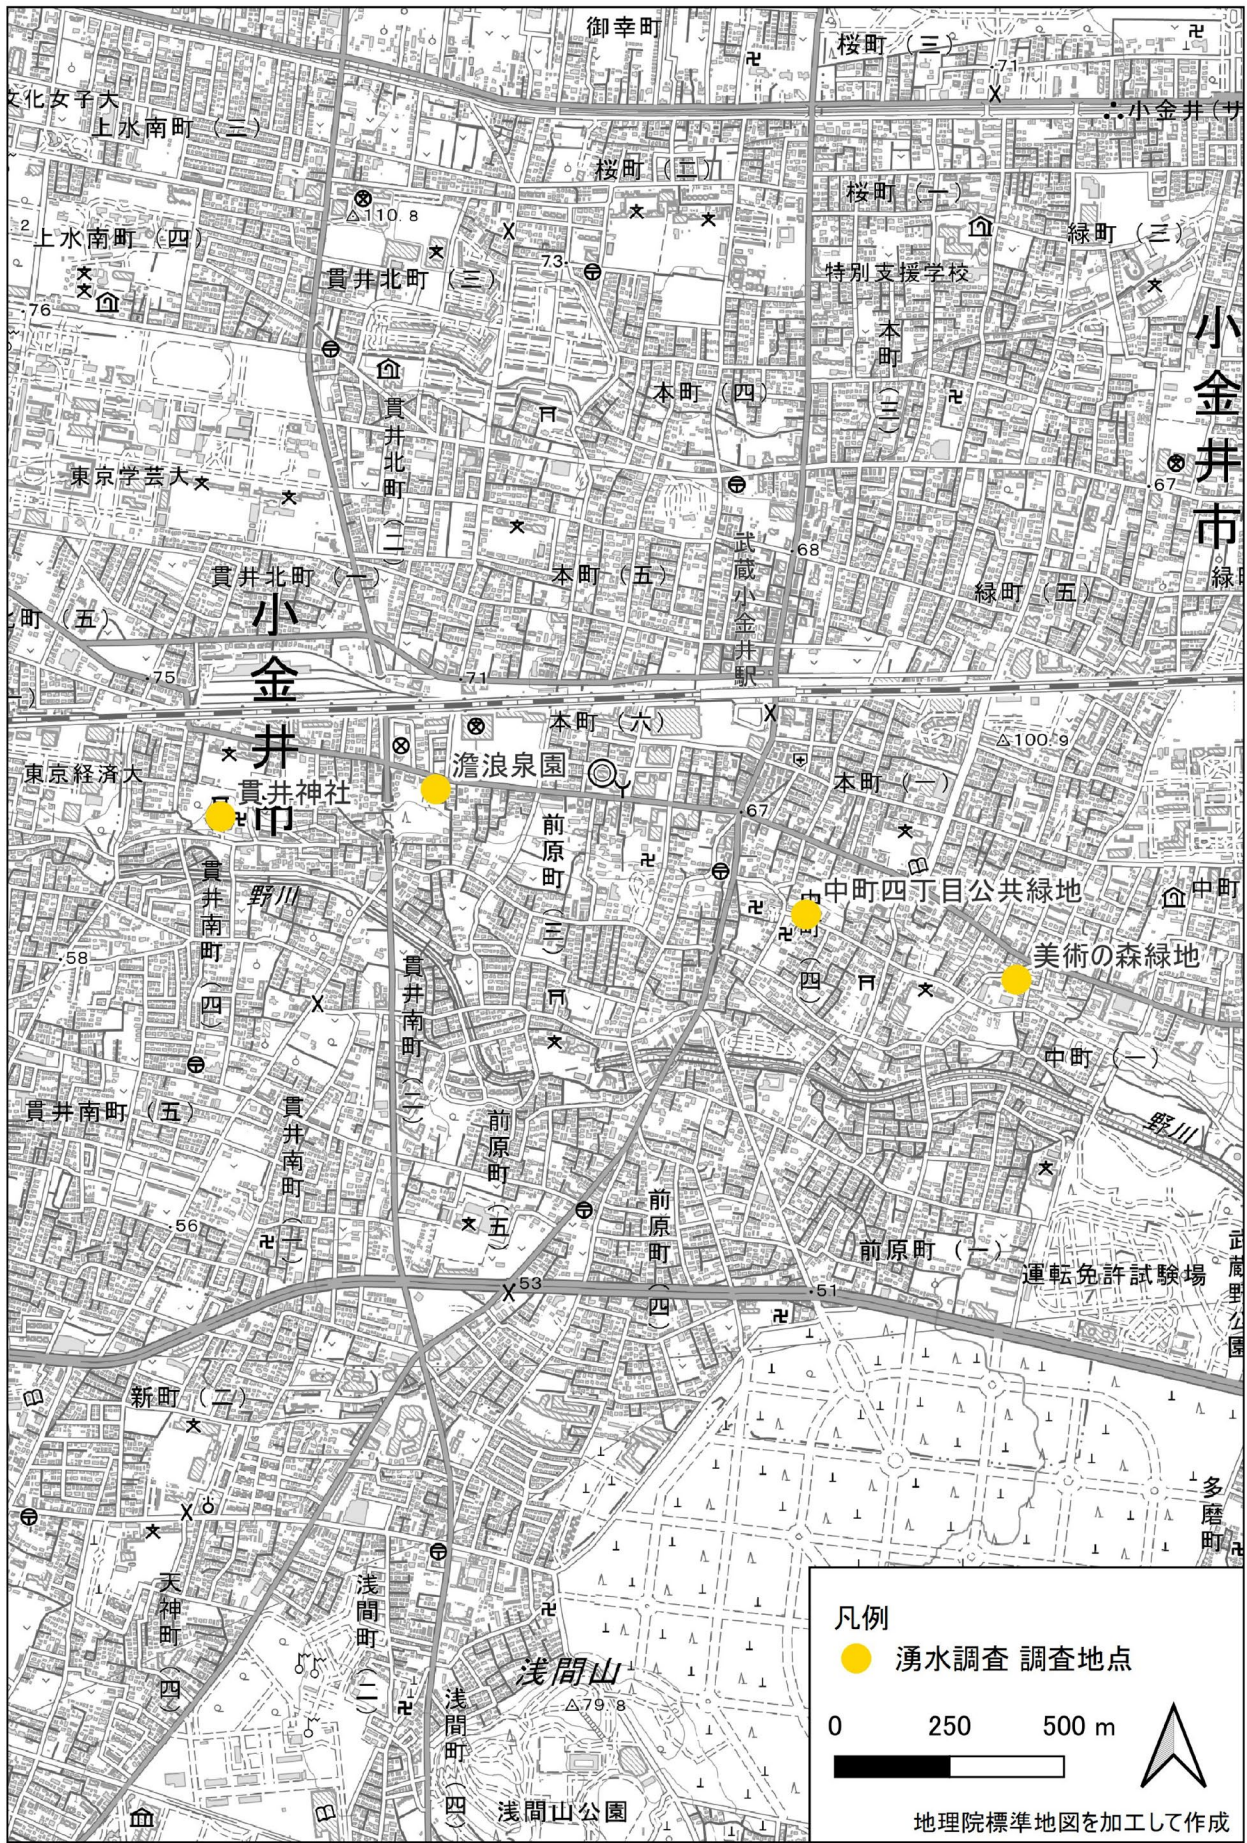 御幸町
桜町（三）
・71
文化女子大
上水南町（三）
小金井（サ
桜町（二）
桜町（一）
△110.8
2
上水南町（四）
緑町（三）
73・
貫井北町（三）
特別支援学校
・76
小金井市
本町（三）
本町（四）
貫井北町（二）
東京学芸大
・67
武蔵小金井駅
・68
貫井北町（一）
本町（五）
緑町（五）
緑町
町（五）
小金井市
・75
・71
本町（六）
△100.9
澹浪泉園
東京経済大
貫井神社
本町（一）
・67
前原町（三）
貫井南町（四）
野川
中町四丁目公共緑地
中町
中町（四）
美術の森緑地
・58
貫井南町（二）
中町（一）
貫井南町（五）
貫井南町（一）
前原町（五）
野川
前原町（四）
・56
前原町（一）
運転免許試験場
武蔵野公園
・53
・51
新町（二）
多磨町
天神町（四）
浅間町（二）
浅間山
△79.8
浅間町（四）
浅間山公園
凡例
湧水調査 調査地点
0 250 500 m
地理院標準地図を加工して作成